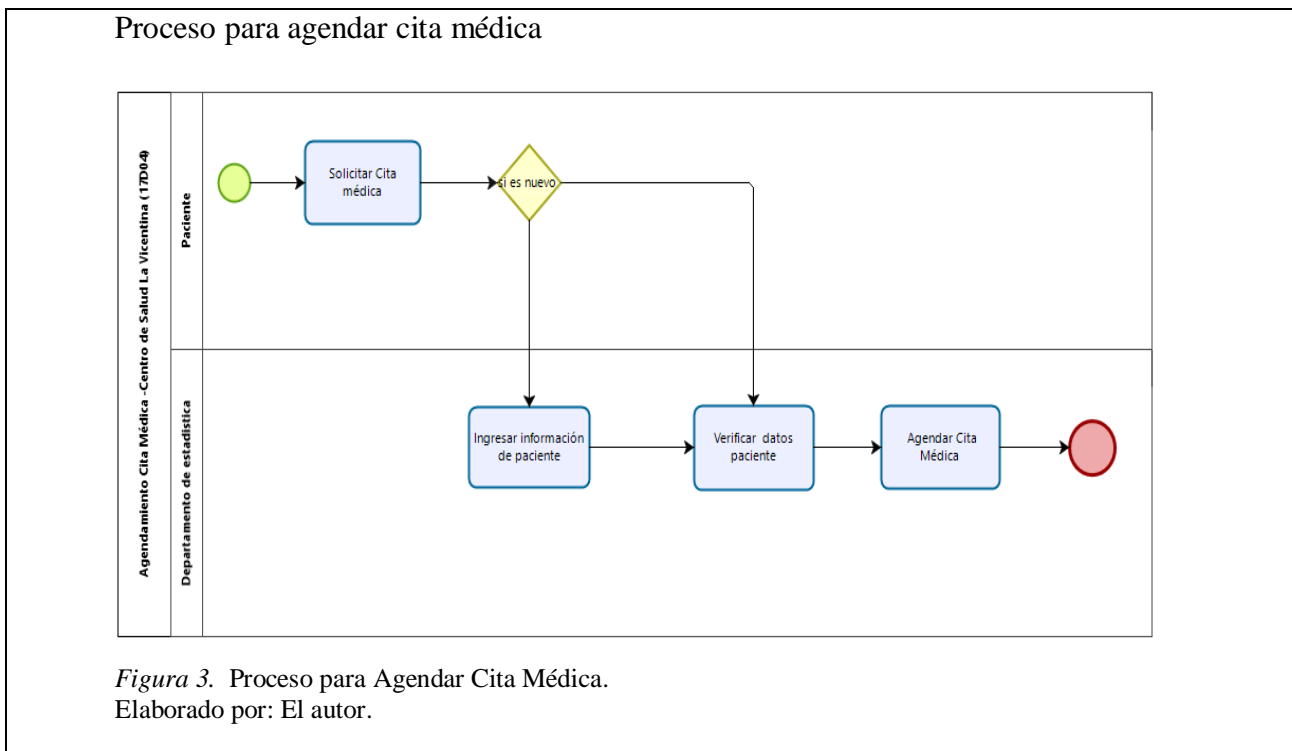 Proceso para agendar cita médica
Agendamiento Cita Médica -Centro de Salud La Vicentina (17D04)
Paciente
Solicitar Cita
médica
si es nuevo
Departamento de estadistica
Ingresar información
de paciente
Verificar datos
paciente
Agendar Cita
Médica
Figura 3. Proceso para Agendar Cita Médica.
Elaborado por: El autor.